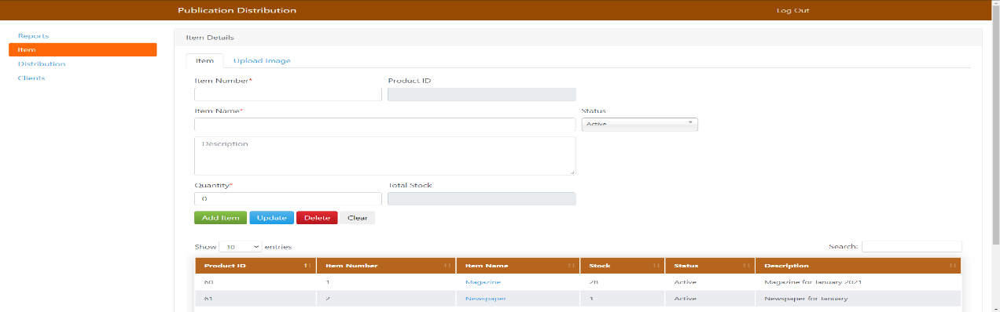 Publication Distribution Log Out
Reports
Item
Distribution
Clients
Item Details
Item Upload Image
Item Number* Product ID
Item Name* Status
Active
Description
Quantity* Total Stock
0
Add Item Update Delete Clear
Show 10 entries Search:
Product ID Item Number Item Name Stock Status Description
60 1 Magazine 28 Active Magazine for January 2021
61 2 Newspaper 1 Active Newspaper for January